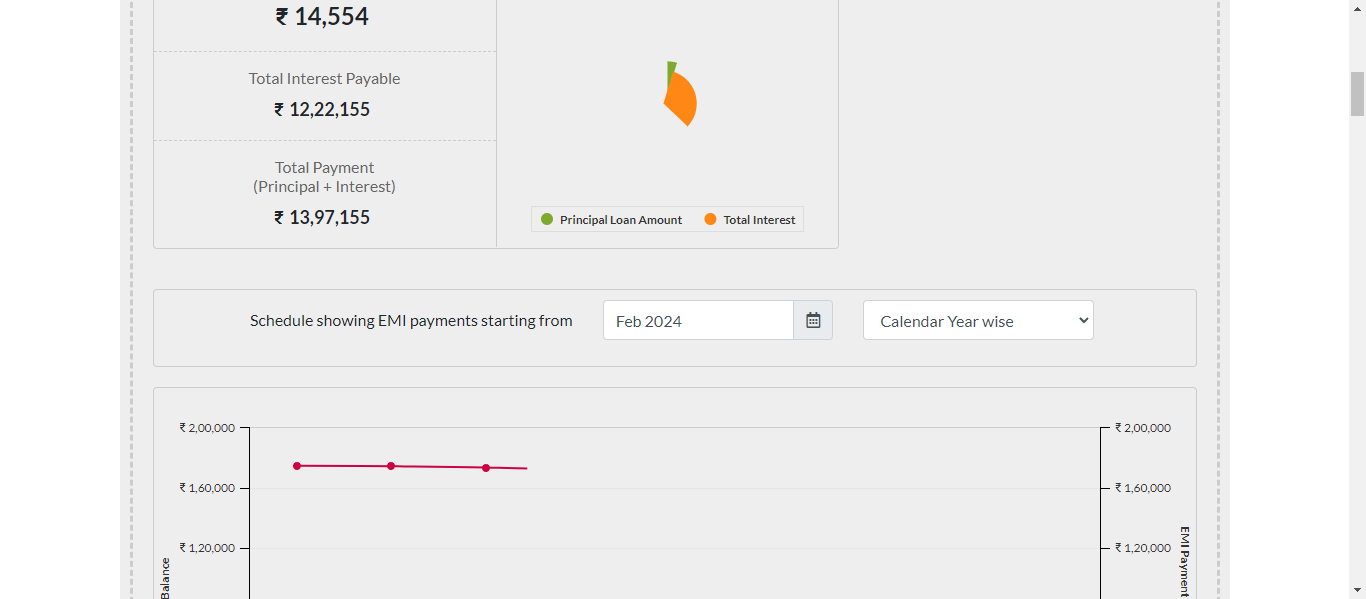 ₹ 14,554
Total Interest Payable
₹ 12,22,155
Total Payment
(Principal + Interest)
₹ 13,97,155
Principal Loan Amount
Total Interest
Schedule showing EMI payments starting from
Feb 2024
Calendar Year wise
₹ 2,00,000
₹ 1,60,000
₹ 1,20,000
Balance
₹ 2,00,000
₹ 1,60,000
₹ 1,20,000
EMI Payment